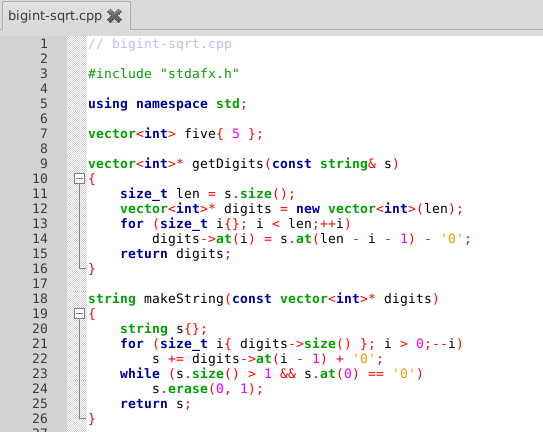 bigint-sqrt.cpp
1 // bigint-sqrt.cpp
2
3 #include "stdafx.h"
4
5 using namespace std;
6
7 vector<int> five{ 5 };
8
9 vector<int>* getDigits(const string& s)
10 {
11     size_t len = s.size();
12     vector<int>* digits = new vector<int>(len);
13     for (size_t i{}; i < len;++i)
14         digits->at(i) = s.at(len - i - 1) - '0';
15     return digits;
16 }
17
18 string makeString(const vector<int>* digits)
19 {
20     string s{};
21     for (size_t i{ digits->size() }; i > 0;--i)
22         s += digits->at(i - 1) + '0';
23     while (s.size() > 1 && s.at(0) == '0')
24         s.erase(0, 1);
25     return s;
26 }
27